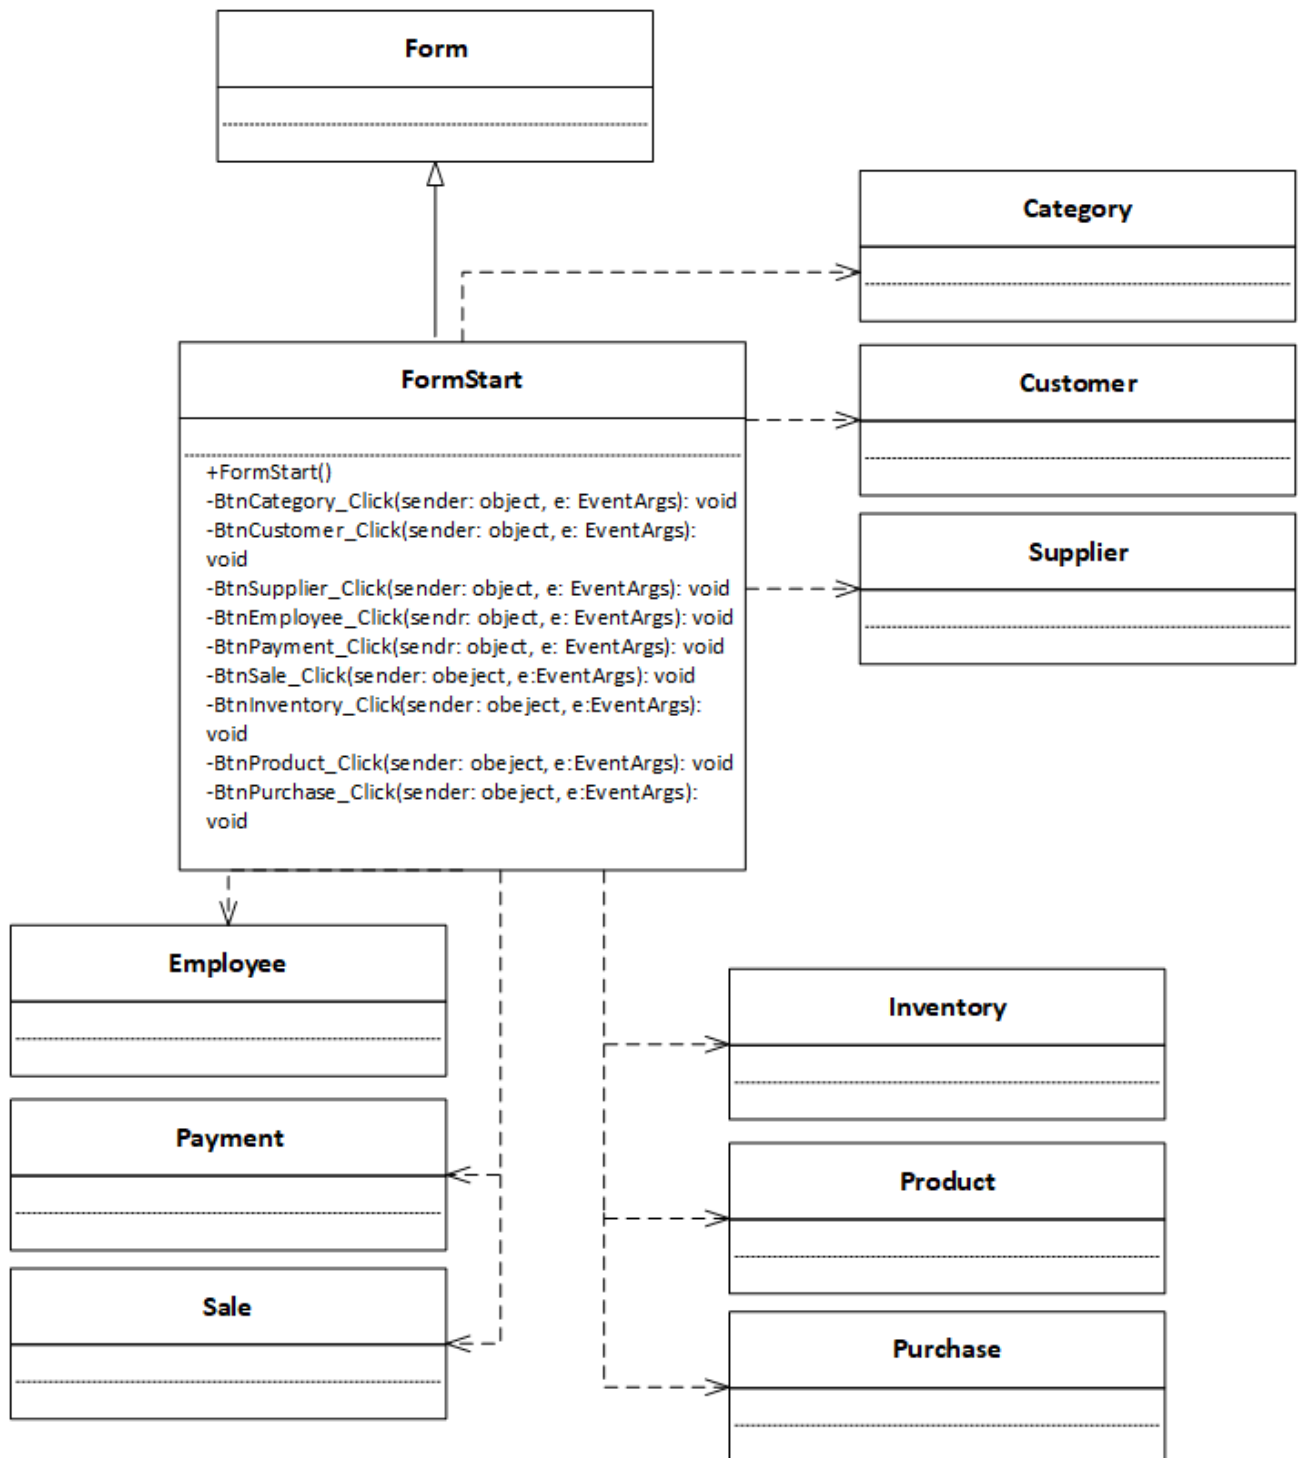 Form
Category
FormStart
Customer
+FormStart()
-BtnCategory_Click(sender: object, e: EventArgs): void
-BtnCustomer_Click(sender: object, e: EventArgs):
void
-BtnSupplier_Click(sender: object, e: EventArgs): void
-BtnEmployee_Click(sendr: object, e: EventArgs): void
-BtnPayment_Click(sendr: object, e: EventArgs): void
-BtnSale_Click(sender: obeject, e:EventArgs): void
-BtnInventory_Click(sender: obeject, e:EventArgs):
void
-BtnProduct_Click(sender: obeject, e:EventArgs): void
-BtnPurchase_Click(sender: obeject, e:EventArgs):
void
Supplier
Employee
Payment
Sale
Inventory
Product
Purchase